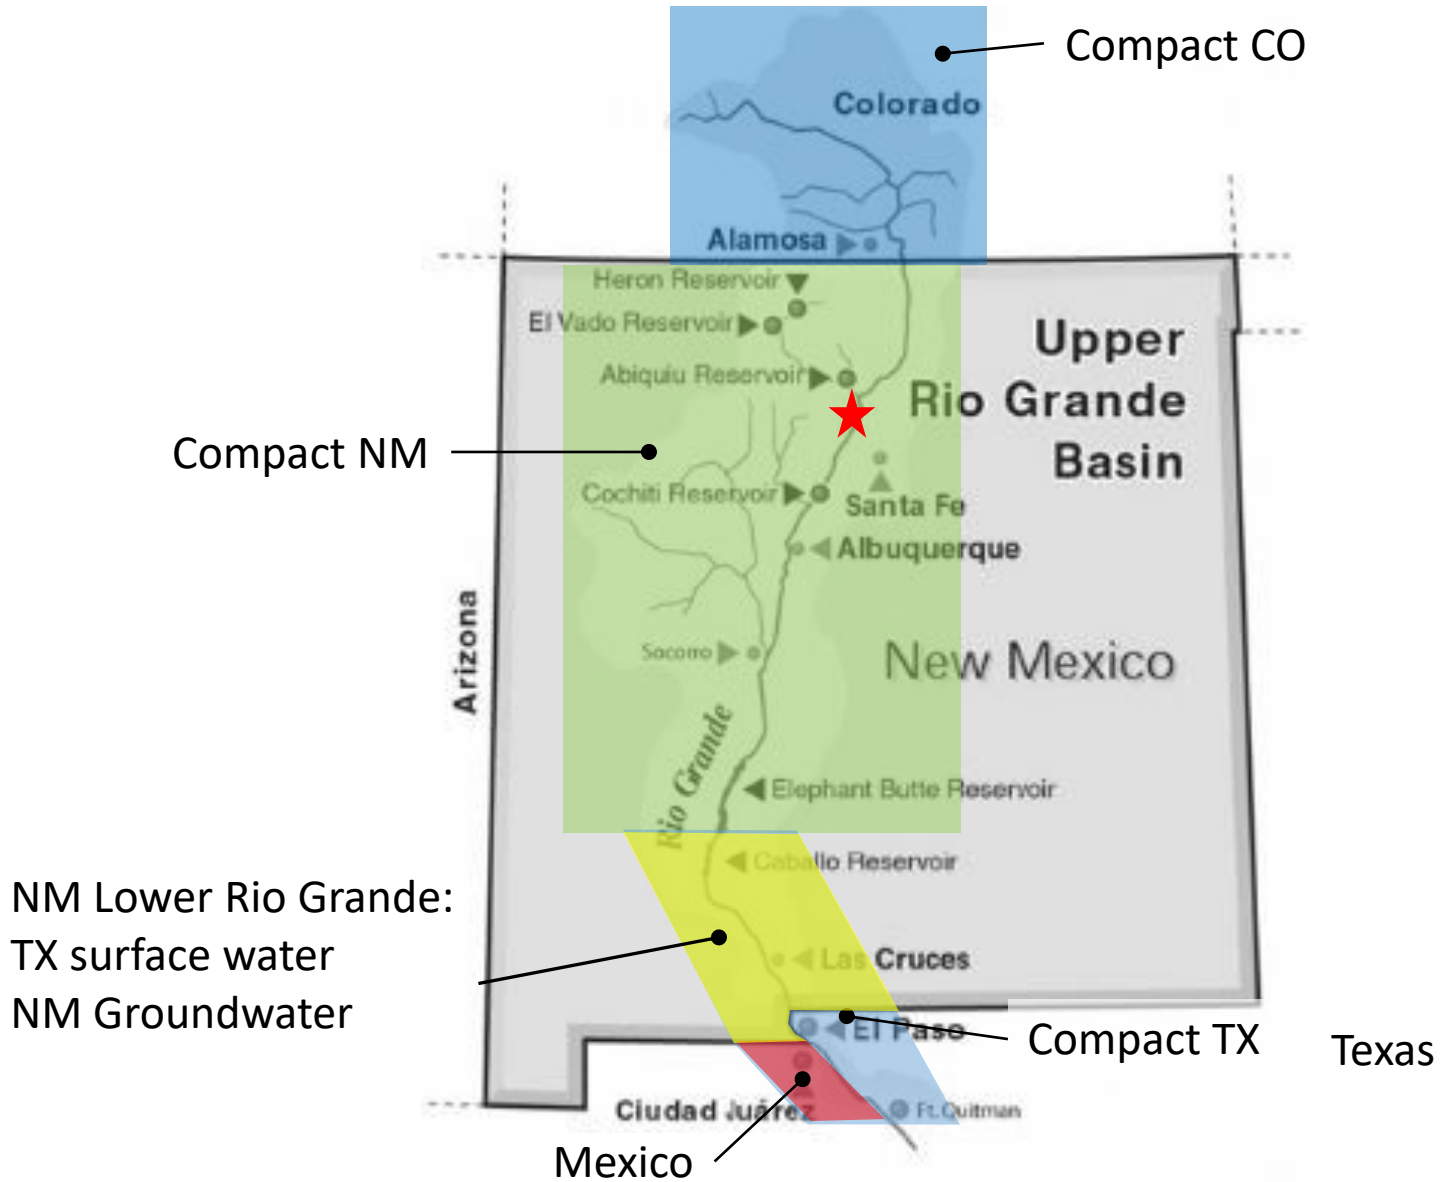 Compact CO
Colorado
Alamosa
Heron Reservoir
El Vado Reservoir
Upper
Rio Grande
Basin
Abiquiu Reservoir
Compact NM
Cochiti Reservoir
Santa Fe
Albuquerque
Arizona
Socorro
New Mexico
Rio Grande
Elephant Butte Reservoir
Caballo Reservoir
NM Lower Rio Grande:
TX surface water
NM Groundwater
Las Cruces
El Paso
Compact TX
Texas
Ciudad Juárez
Ft. Quitman
Mexico